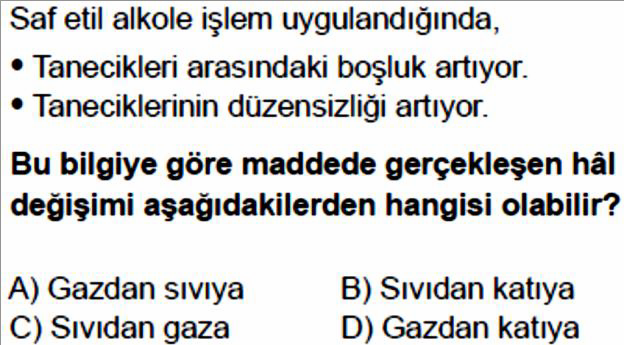 Saf etil alkole işlem uygulandığında,
• Tanecikleri arasındaki boşluk artıyor.
• Taneciklerinin düzensizliği artıyor.
Bu bilgiye göre maddede gerçekleşen hâl
değişimi aşağıdakilerden hangisi olabilir?
A) Gazdan sıvıya B) Sıvıdan katıya
C) Sıvıdan gaza D) Gazdan katıya